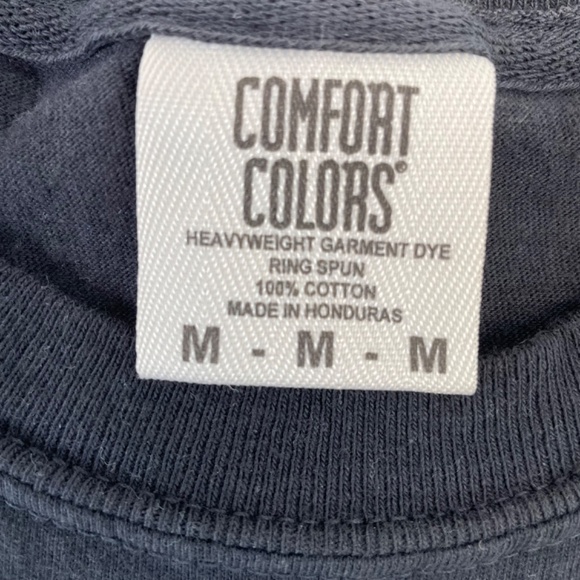 COMFORT
COLORS®
HEAVYWEIGHT GARMENT DYE
RING SPUN
100% COTTON
MADE IN HONDURAS
M - M - M